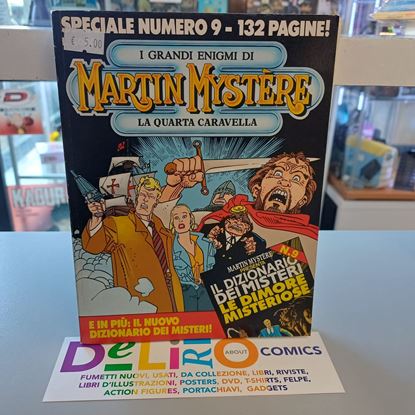 SPECIALE NUMERO 9 - 132 PAGINE!
€ 5.00
I GRANDI ENIGMI DI
MARTIN MYSTÈRE
LA QUARTA CARAVELLA
MARTIN MYSTÈRE
PRESENTA
N.9
IL DIZIONARIO
DEI MISTERI
LE DIMORE
MISTERIOSE
E IN PIÙ: IL NUOVO
DIZIONARIO DEI MISTERI!
DELIRIO ABOUT COMICS
FUMETTI NUOVI, USATI, DA COLLEZIONE, LIBRI, RIVISTE,
LIBRI D'ILLUSTRAZIONI, POSTERS, DVD, T-SHIRTS, FELPE,
ACTION FIGURES, PORTACHIAVI, GADGETS